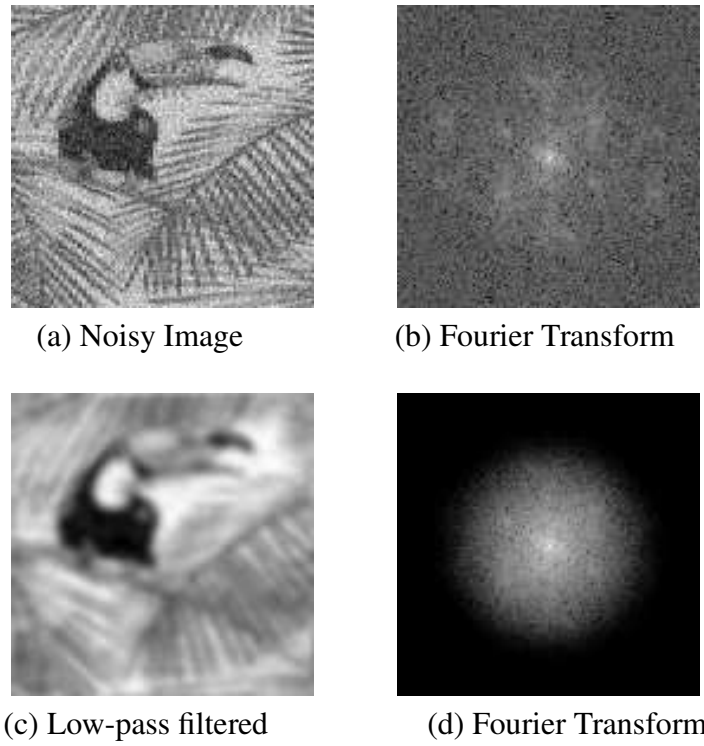 (a) Noisy Image
(b) Fourier Transform
(c) Low-pass filtered
(d) Fourier Transform